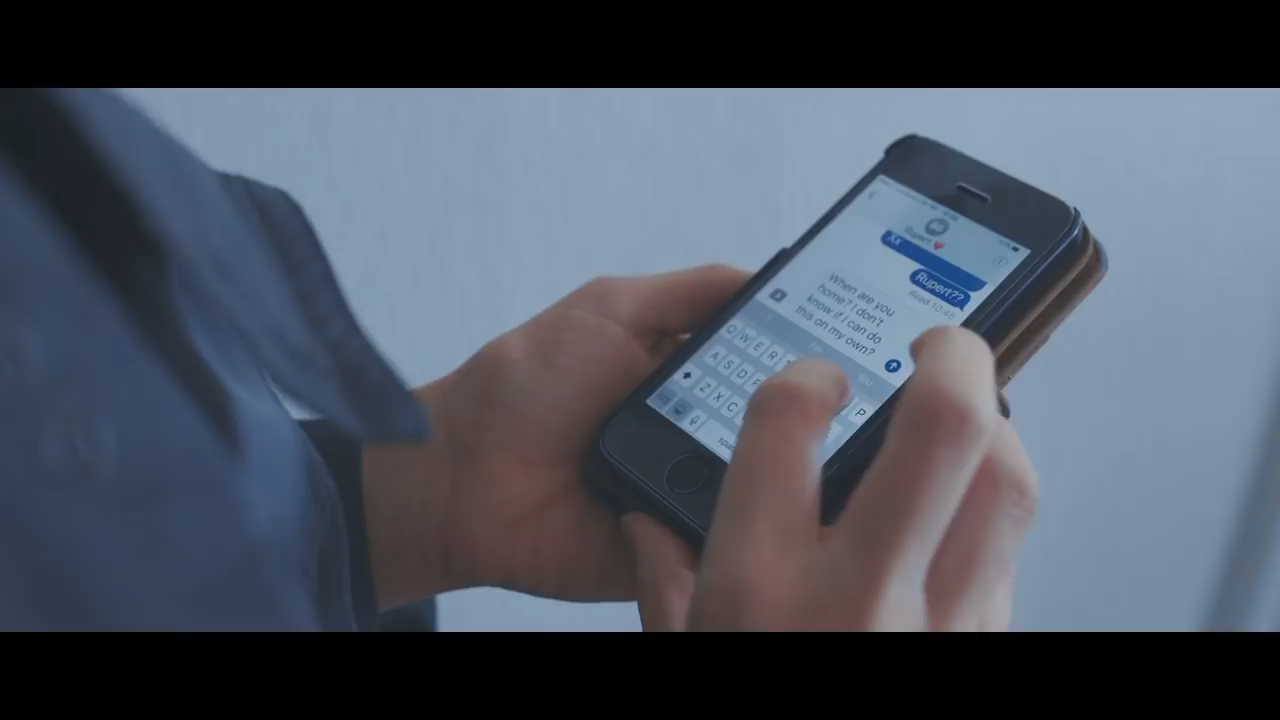 Rupert
XX
Rupert??
Read 10:45
When are you
home? I don't
know if I can do
this on my own?
Q W E R T
P
A S D F
Z X C